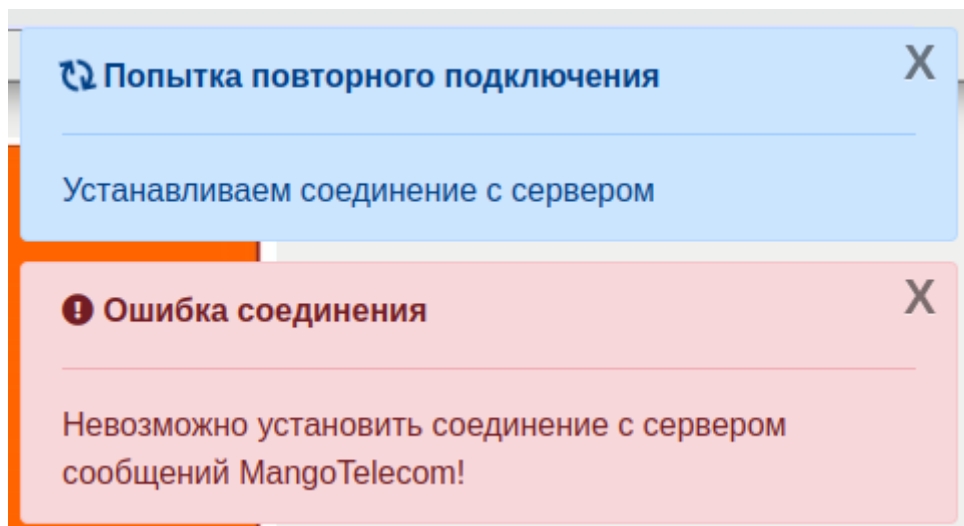 Попытка повторного подключения
X
Устанавливаем соединение с сервером
Ошибка соединения
X
Невозможно установить соединение с сервером
сообщений MangoTelecom!